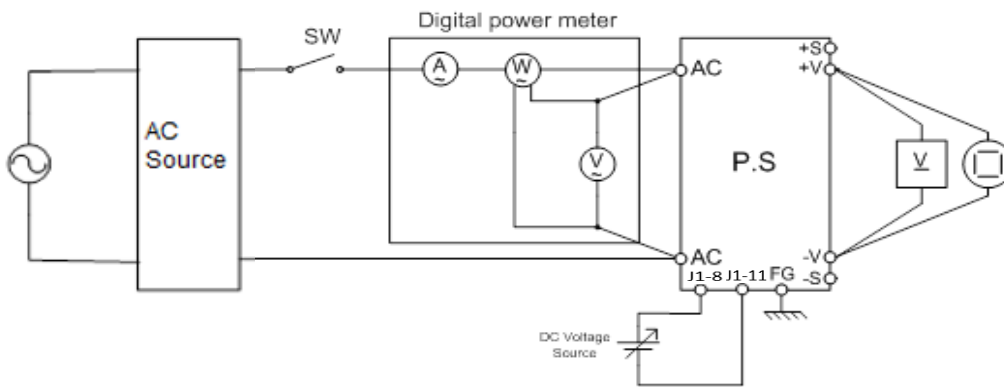 Digital power meter
SW
AC
Source
A
~
W
~
V
~
AC
AC
P.S
+S
+V
-V
-S
V
J1-8 J1-11 FG
DC Voltage
Source